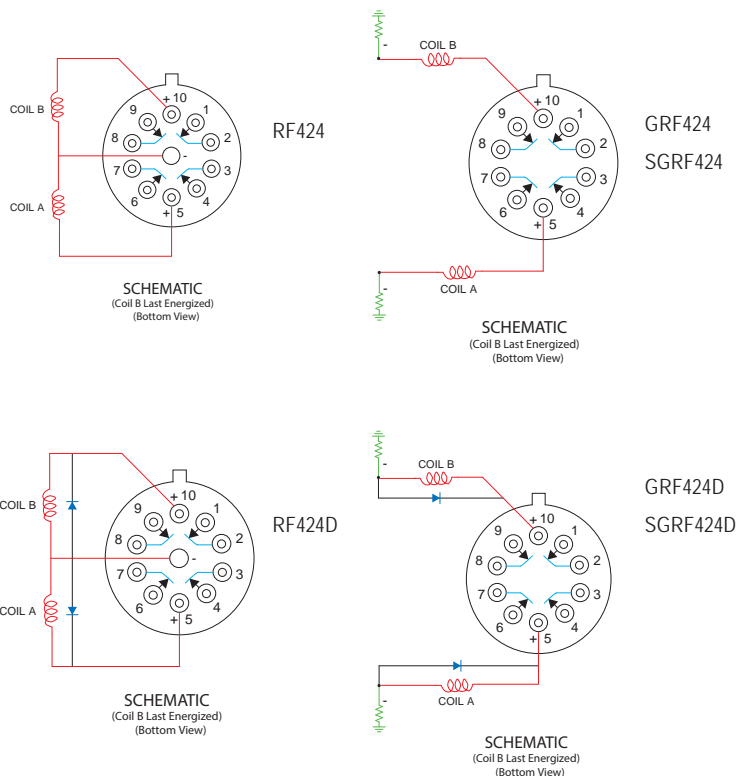 COIL B
COIL A
+ 10
9
1
8
2
-
7
3
6
4
+ 5
RF424
SCHEMATIC
(Coil B Last Energized)
(Bottom View)
-
COIL B
+ 10
9
1
8
2
7
3
6
4
+ 5
-
COIL A
GRF424
SGRF424
SCHEMATIC
(Coil B Last Energized)
(Bottom View)
COIL B
COIL A
+ 10
9
1
8
2
-
7
3
6
4
+ 5
RF424D
SCHEMATIC
(Coil B Last Energized)
(Bottom View)
-
COIL B
+ 10
9
1
8
2
7
3
6
4
+ 5
-
COIL A
GRF424D
SGRF424D
SCHEMATIC
(Coil B Last Energized)
(Bottom View)